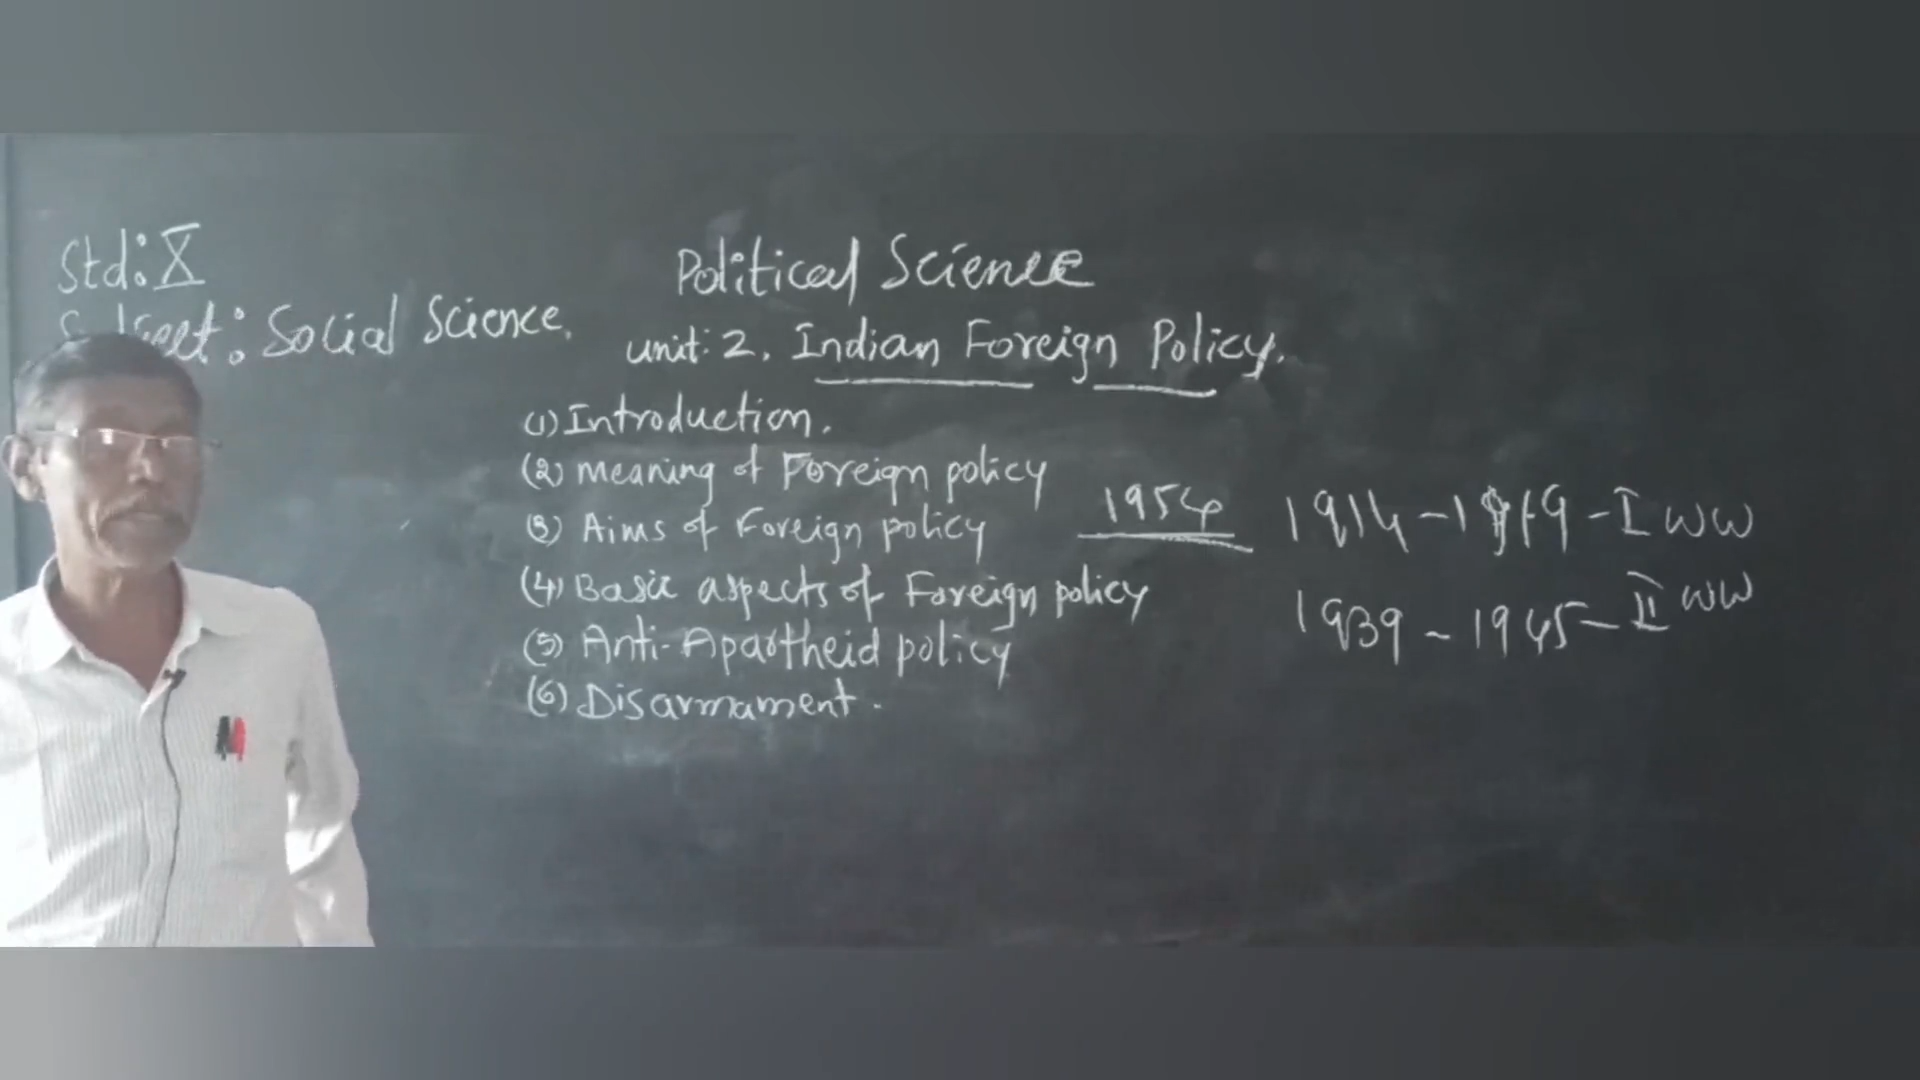 Std: X
Subject: Social Science.
Political Science
unit: 2. Indian Foreign Policy.
(1) Introduction.
(2) Meaning of Foreign policy
(3) Aims of Foreign policy
(4) Basic aspects of Foreign policy
(5) Anti-Apartheid policy
(6) Disarmament.
1954
1914 - 1919 - I WW
1939 - 1945 - II WW